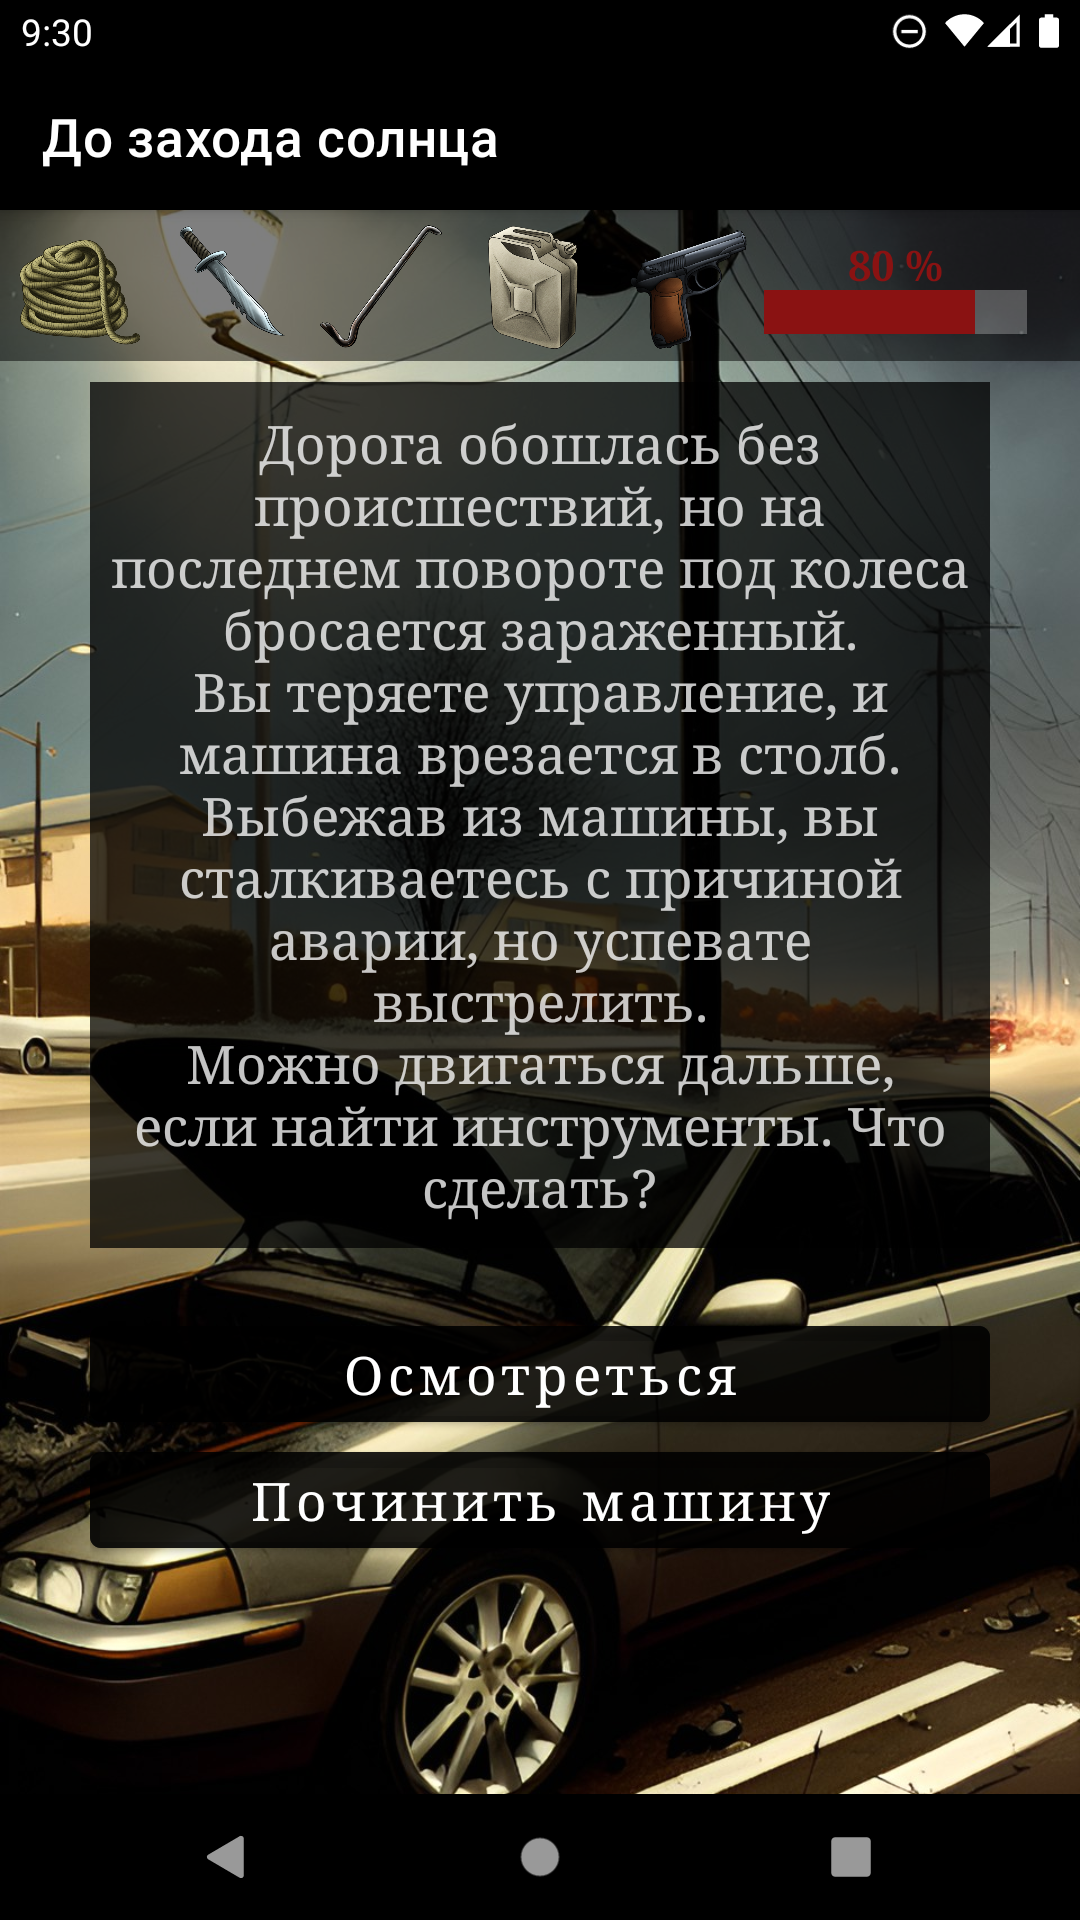 9:30
До захода солнца
80 %
Дорога обошлась без
происшествий, но на
последнем повороте под колеса
бросается зараженный.
Вы теряете управление, и
машина врезается в столб.
Выбежав из машины, вы
сталкиваетесь с причиной
аварии, но успевате
выстрелить.
Можно двигаться дальше,
если найти инструменты. Что
сделать?
Осмотреться
Починить машину